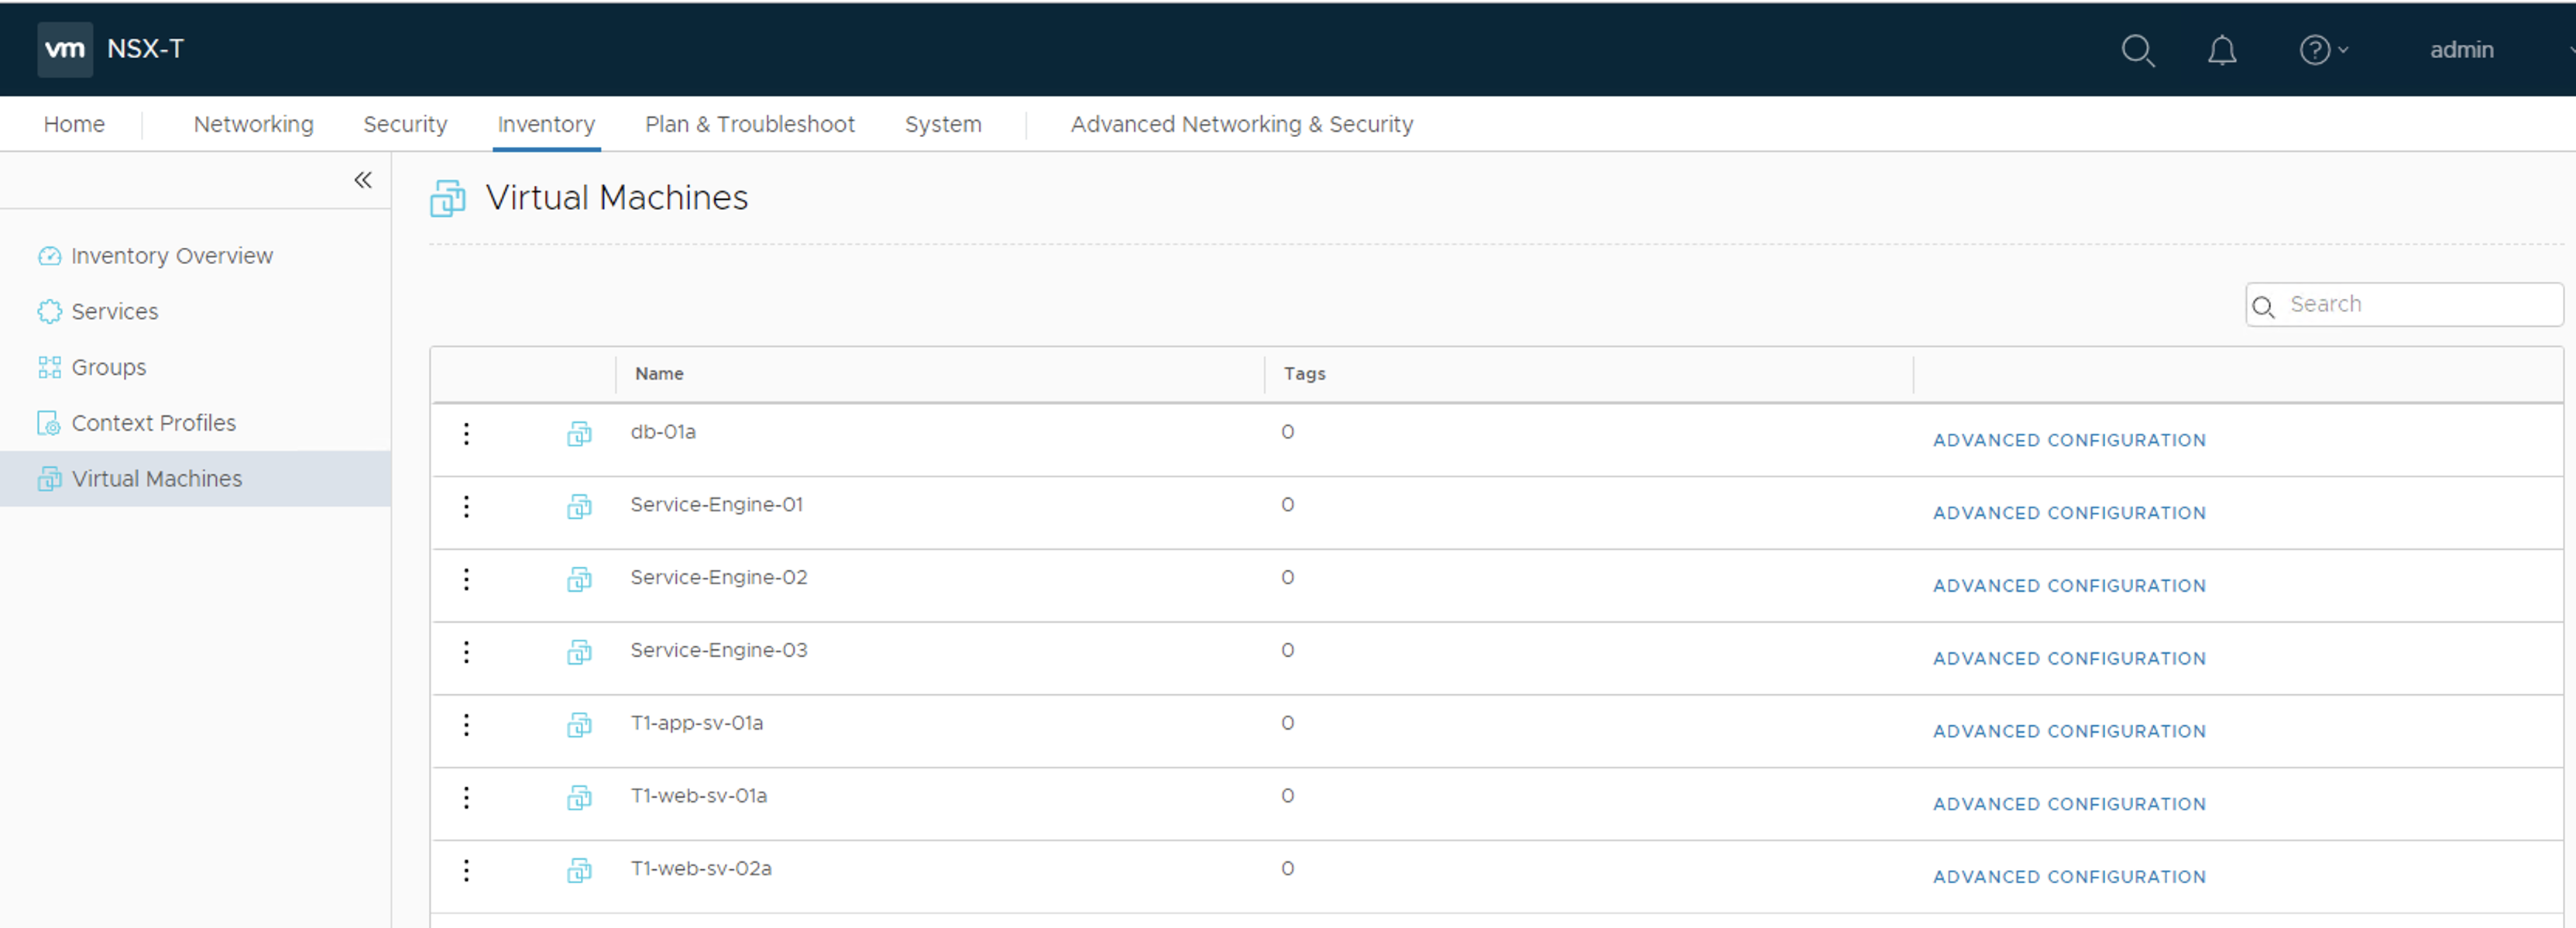 vm NSX-T admin
Home Networking Security Inventory Plan & Troubleshoot System Advanced Networking & Security
Virtual Machines
Inventory Overview
Services
Groups
Context Profiles
Virtual Machines
Search
Name Tags
db-01a 0 ADVANCED CONFIGURATION
Service-Engine-01 0 ADVANCED CONFIGURATION
Service-Engine-02 0 ADVANCED CONFIGURATION
Service-Engine-03 0 ADVANCED CONFIGURATION
T1-app-sv-01a 0 ADVANCED CONFIGURATION
T1-web-sv-01a 0 ADVANCED CONFIGURATION
T1-web-sv-02a 0 ADVANCED CONFIGURATION